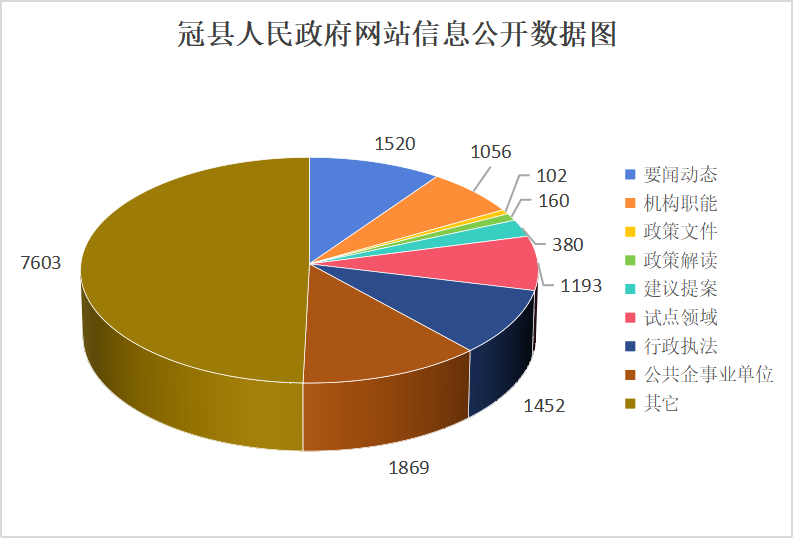 冠县人民政府网站信息公开数据图
1520
1056
102
160
380
1193
1452
1869
7603
要闻动态
机构职能
政策文件
政策解读
建议提案
试点领域
行政执法
公共企事业单位
其它